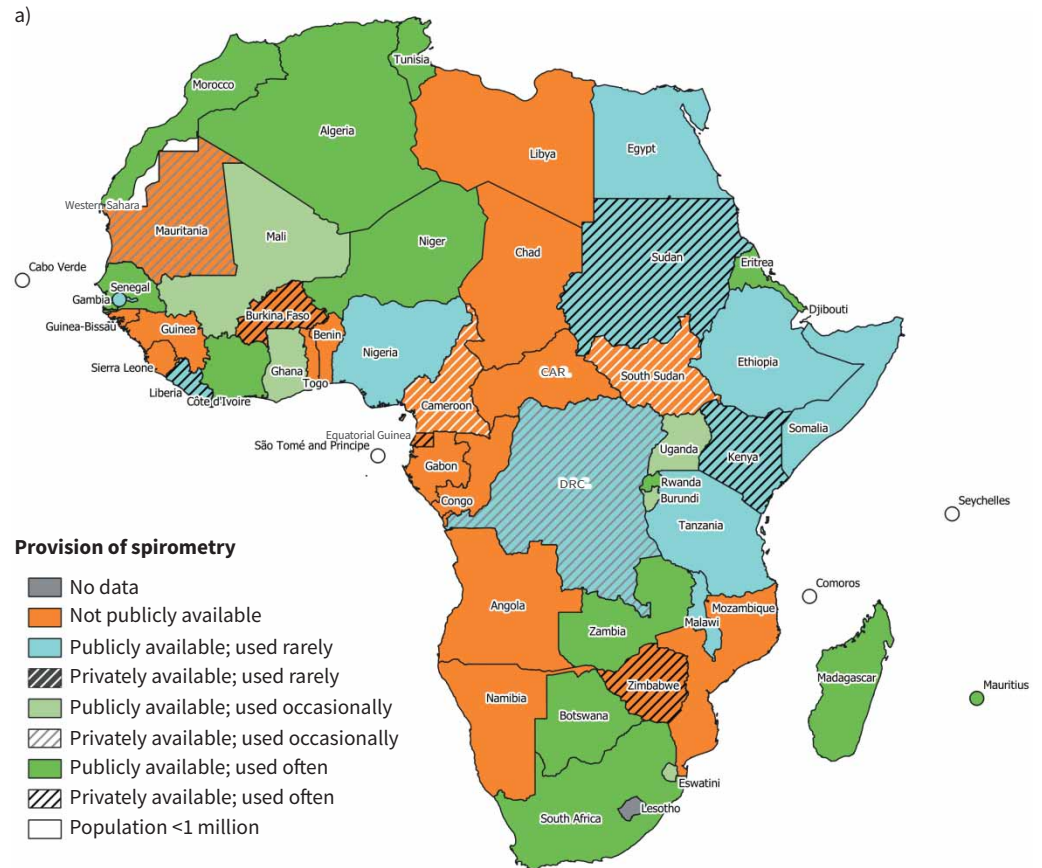 a)
Tunisia
Morocco
Algeria
Libya
Egypt
Western Sahara
Mauritania
Mali
Niger
Chad
Sudan
Eritrea
Cabo Verde
Senegal
Gambia
Djibouti
Burkina Faso
Guinea-Bissau
Guinea
Benin
Nigeria
Ethiopia
Sierra Leone
Ghana
Togo
CAR
South Sudan
Liberia
Côte d'Ivoire
Cameroon
Somalia
Equatorial Guinea
São Tomé and Principe
Uganda
Kenya
Gabon
DRC
Rwanda
Congo
Burundi
Seychelles
Tanzania
Provision of spirometry
No data
Not publicly available
Publicly available; used rarely
Privately available; used rarely
Publicly available; used occasionally
Privately available; used occasionally
Publicly available; used often
Privately available; used often
Population <1 million
Comoros
Angola
Mozambique
Malawi
Zambia
Madagascar
Mauritius
Zimbabwe
Namibia
Botswana
Eswatini
Lesotho
South Africa